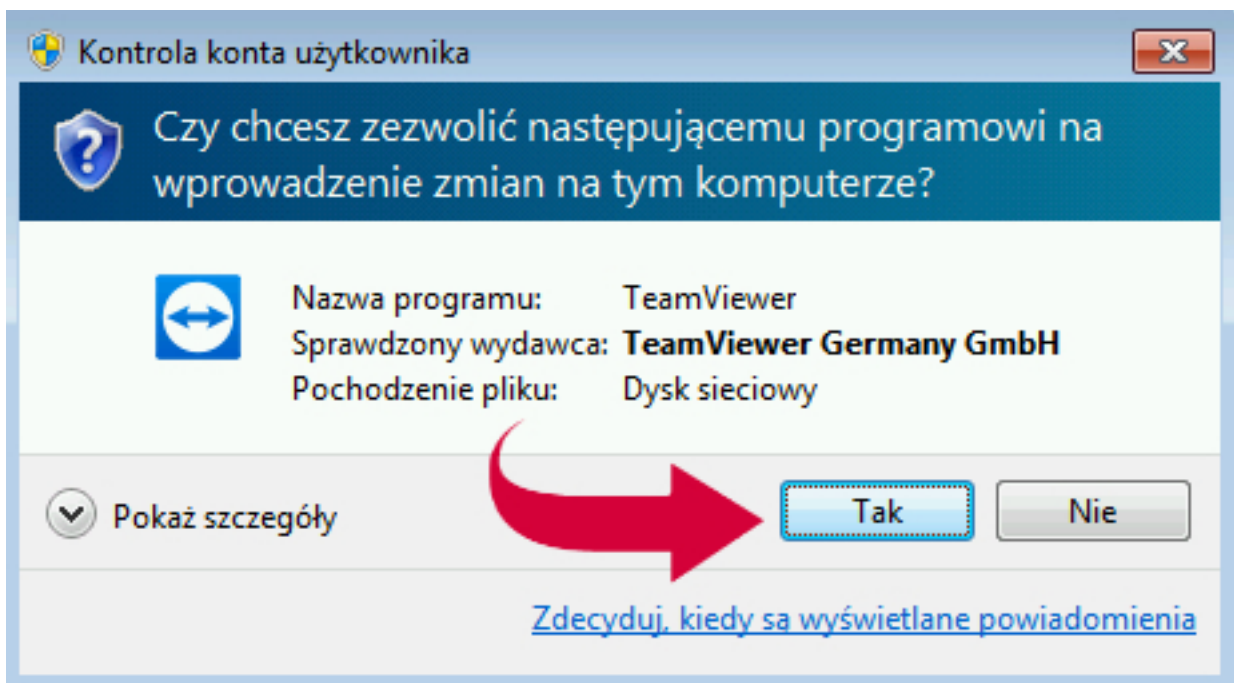 Kontrola konta użytkownika
Czy chcesz zezwolić następującemu programowi na
wprowadzenie zmian na tym komputerze?
Nazwa programu: TeamViewer
Sprawdzony wydawca: TeamViewer Germany GmbH
Pochodzenie pliku: Dysk sieciowy
Pokaż szczegóły Tak Nie
Zdecyduj, kiedy są wyświetlane powiadomienia